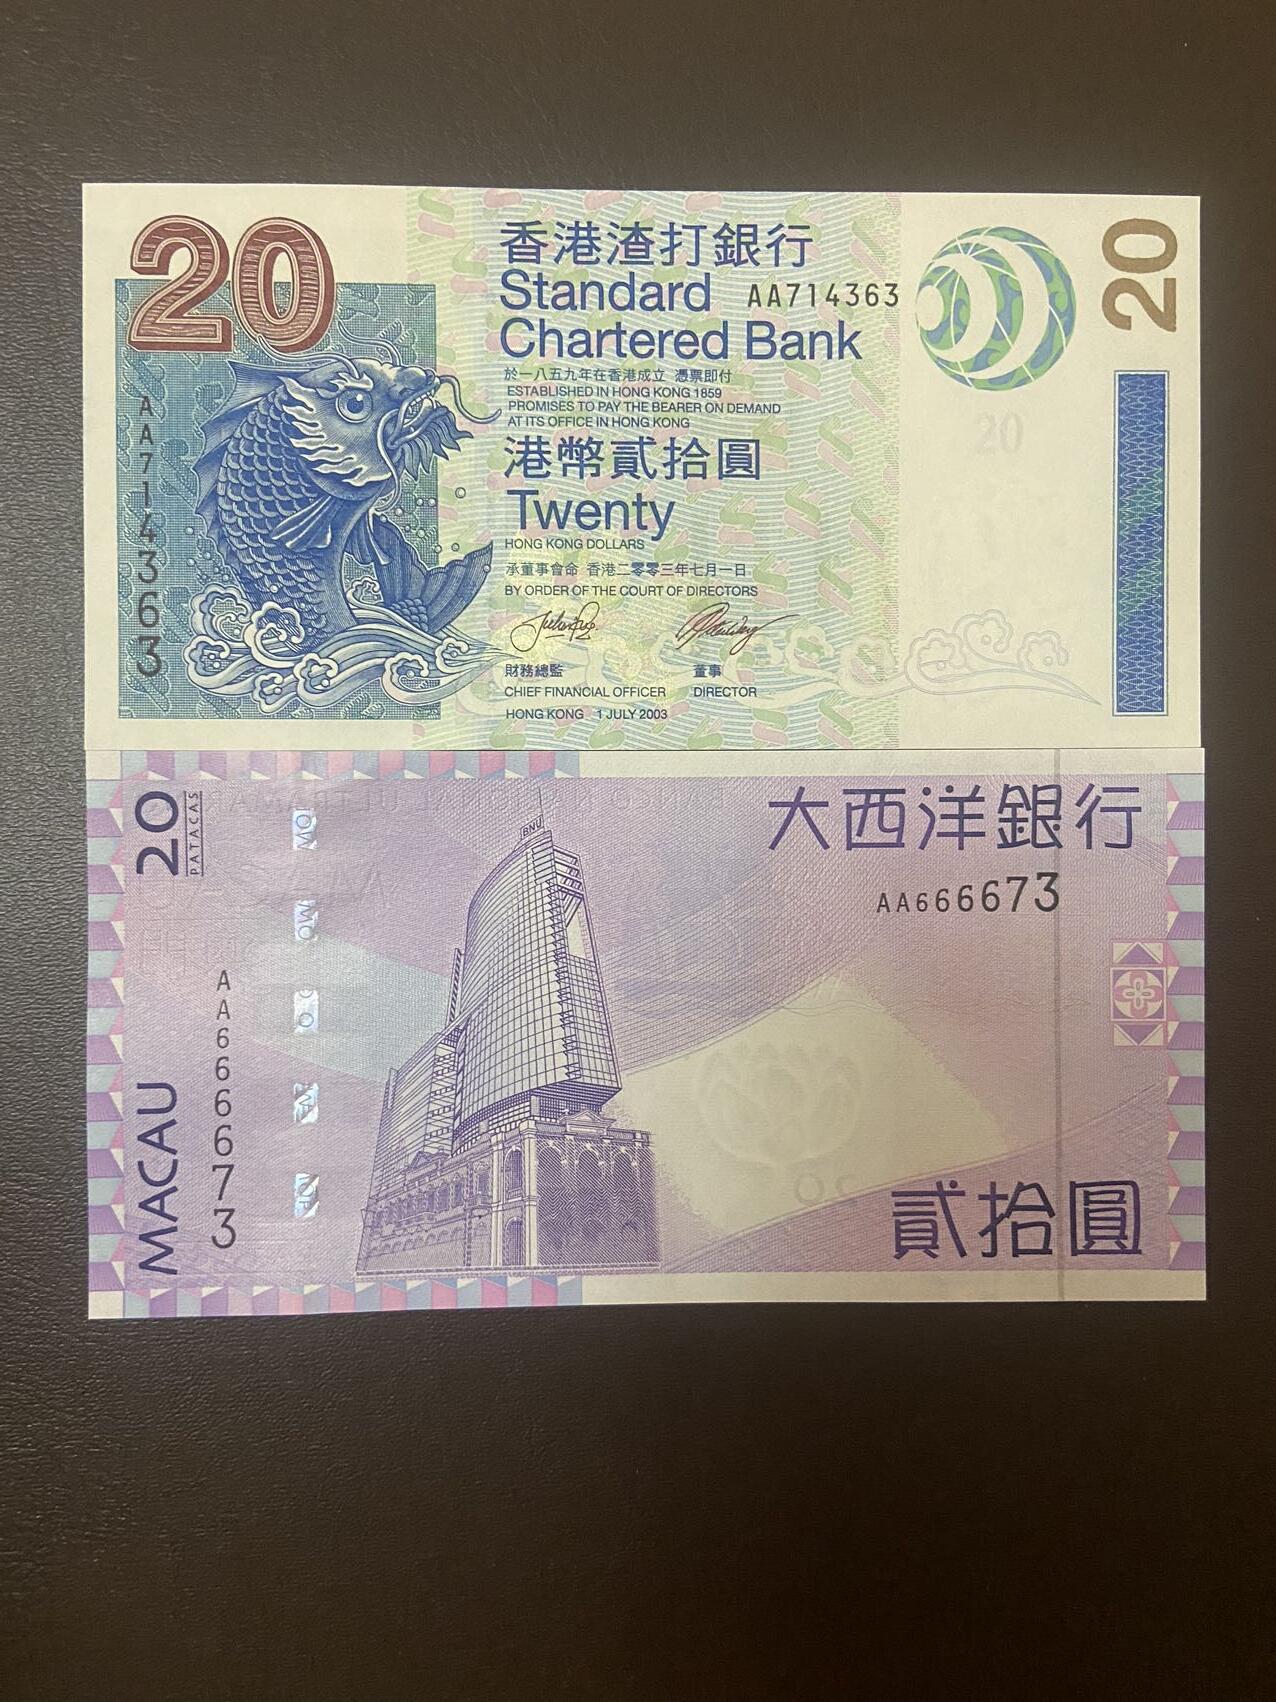 20
香港渣打銀行
Standard
AA714363
Chartered Bank
於一八五九年在香港成立 憑票即付
ESTABLISHED IN HONG KONG 1859
PROMISES TO PAY THE BEARER ON DEMAND
AT ITS OFFICE IN HONG KONG
港幣貳拾圓
Twenty
HONG KONG DOLLARS
承董事會命 香港二零零三年七月一日
BY ORDER OF THE COURT OF DIRECTORS
財務總監 董事
CHIEF FINANCIAL OFFICER DIRECTOR
HONG KONG 1 JULY 2003
AA714363
20
20
20
PATACAS
MACAU
AA666673
BNU
大西洋銀行
AA666673
貳拾圓